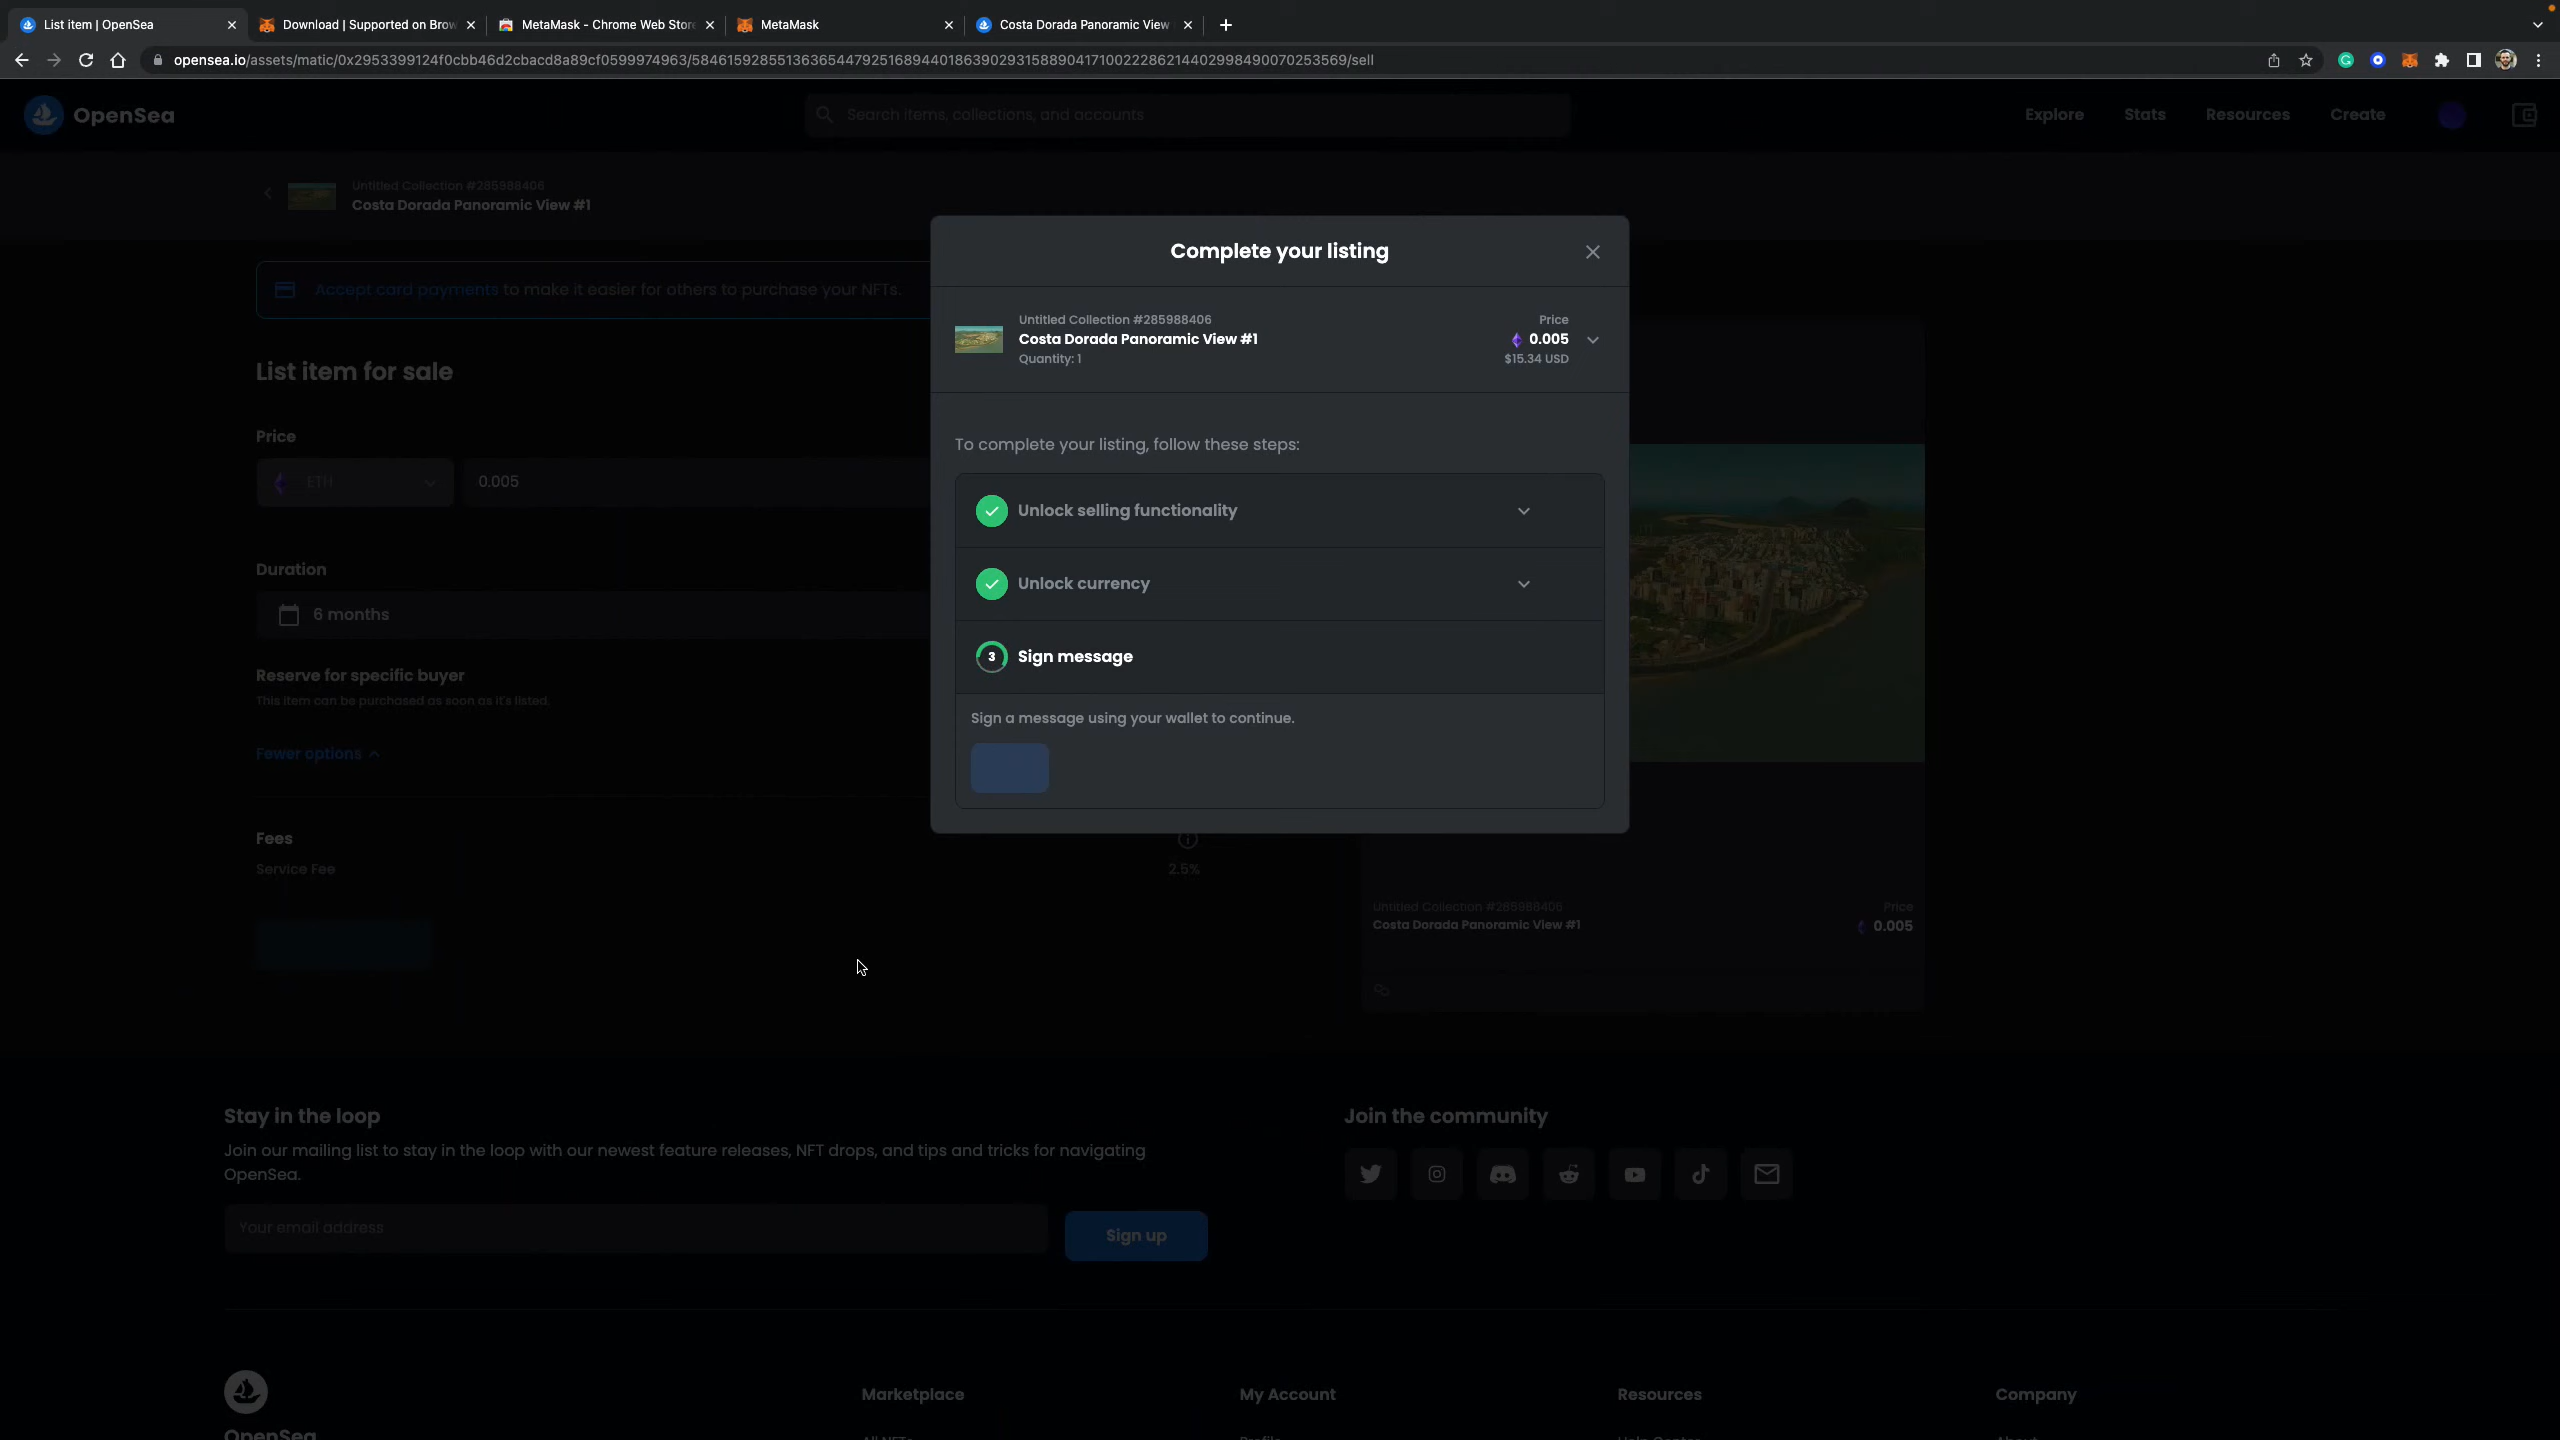 List item | OpenSea
Download | Supported on Brow
MetaMask - Chrome Web Store
MetaMask
Costa Dorada Panoramic View
opensea.io/assets/matic/0x2953399124f0cbb46d2cbacd8a89cf0599974963/58461592855136365447925168944018639029315889041710022286214402998490070253569/sell
OpenSea
Search items, collections, and accounts
Explore
Stats
Resources
Create
Untitled Collection #285988406
Costa Dorada Panoramic View #1
Accept card payments to make it easier for others to purchase your NFTs.
List item for sale
Price
ETH
0.005
Duration
6 months
Reserve for specific buyer
This item can be purchased as soon as it's listed.
Fewer options
Fees
Service Fee
2.5%
Complete your listing
Untitled Collection #285988406
Costa Dorada Panoramic View #1
Quantity: 1
Price
0.005
$15.34 USD
To complete your listing, follow these steps:
Unlock selling functionality
Unlock currency
3
Sign message
Sign a message using your wallet to continue.
Untitled Collection #285988406
Costa Dorada Panoramic View #1
Price
0.005
Stay in the loop
Join our mailing list to stay in the loop with our newest feature releases, NFT drops, and tips and tricks for navigating
OpenSea.
Your email address
Sign up
Join the community
OpenSea
Marketplace
My Account
Resources
Company